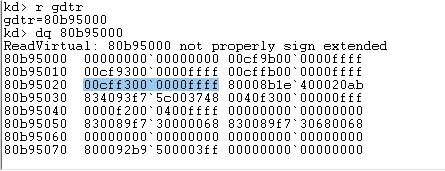 kd> r gdtr
gdtr=80b95000
kd> dq 80b95000
ReadVirtual: 80b95000 not properly sign extended
80b95000  00000000`00000000 00cf9b00`0000ffff
80b95010  00cf9300`0000ffff 00cffb00`0000ffff
80b95020  00cff300`0000ffff 80008b1e`400020ab
80b95030  834093f7`5c003748 0040f300`00000fff
80b95040  0000f200`0400ffff 00000000`00000000
80b95050  830089f7`30000068 830089f7`30680068
80b95060  00000000`00000000 00000000`00000000
80b95070  800092b9`500003ff 00000000`00000000